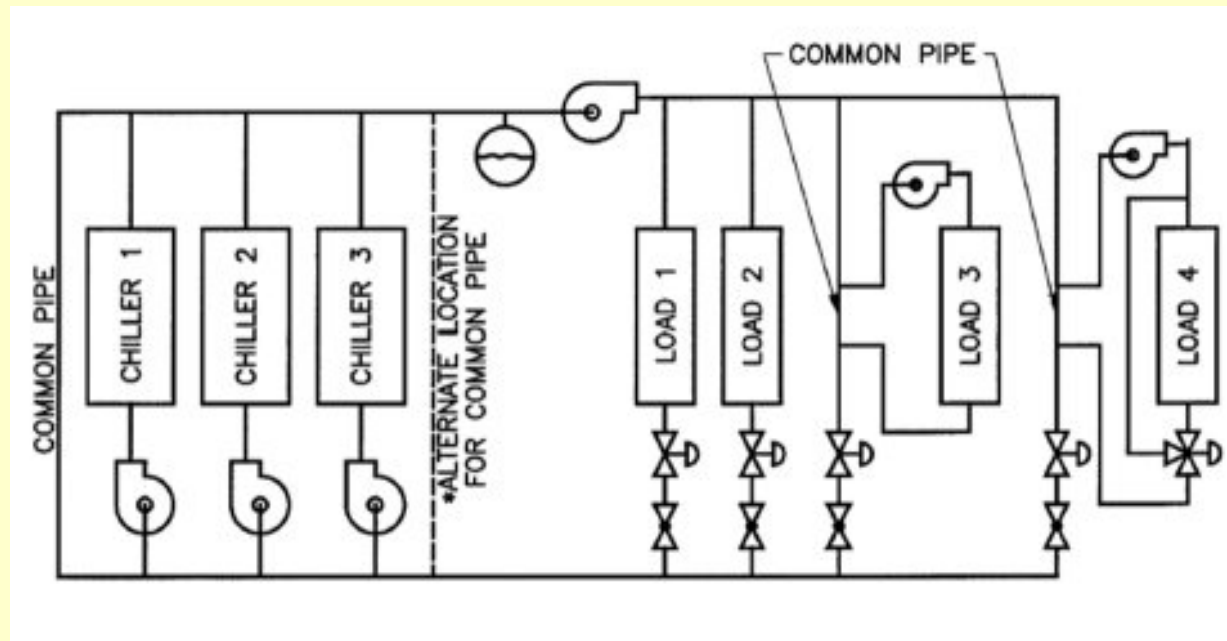 COMMON PIPE
COMMON PIPE
CHILLER 1
CHILLER 2
CHILLER 3
*ALTERNATE LOCATION
FOR COMMON PIPE
LOAD 1
LOAD 2
LOAD 3
LOAD 4